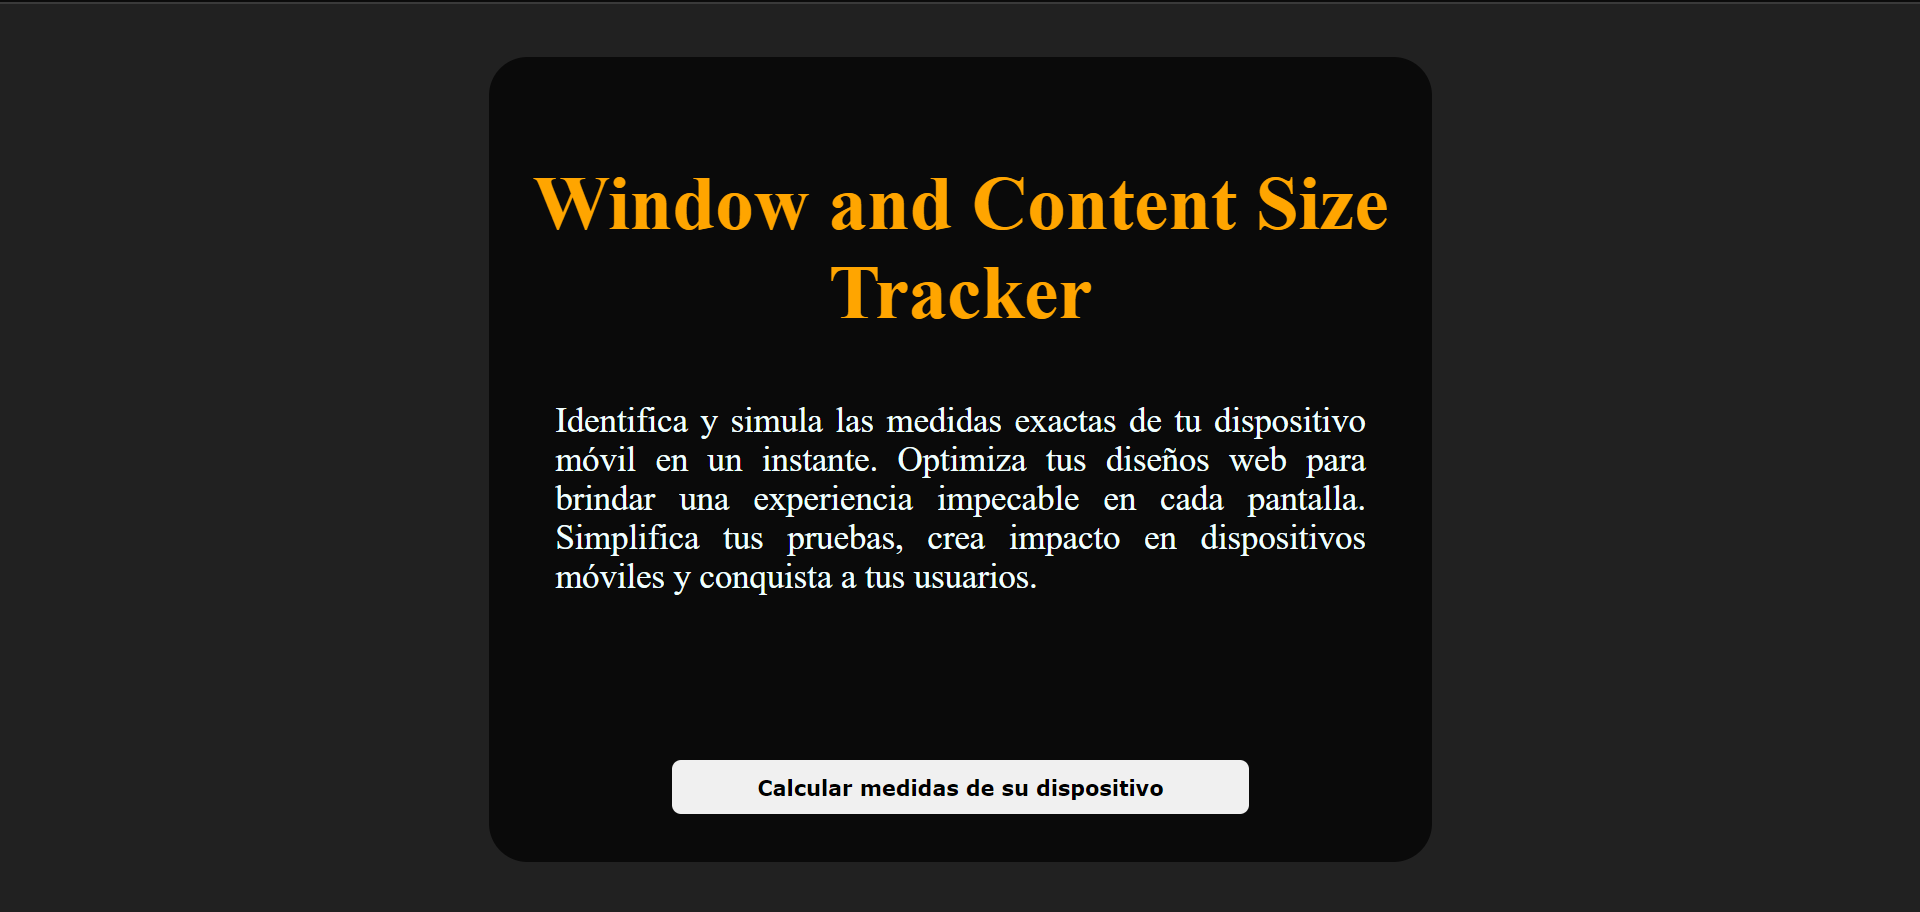 Window and Content Size
Tracker
Identifica y simula las medidas exactas de tu dispositivo
móvil en un instante. Optimiza tus diseños web para
brindar una experiencia impecable en cada pantalla.
Simplifica tus pruebas, crea impacto en dispositivos
móviles y conquista a tus usuarios.
Calcular medidas de su dispositivo